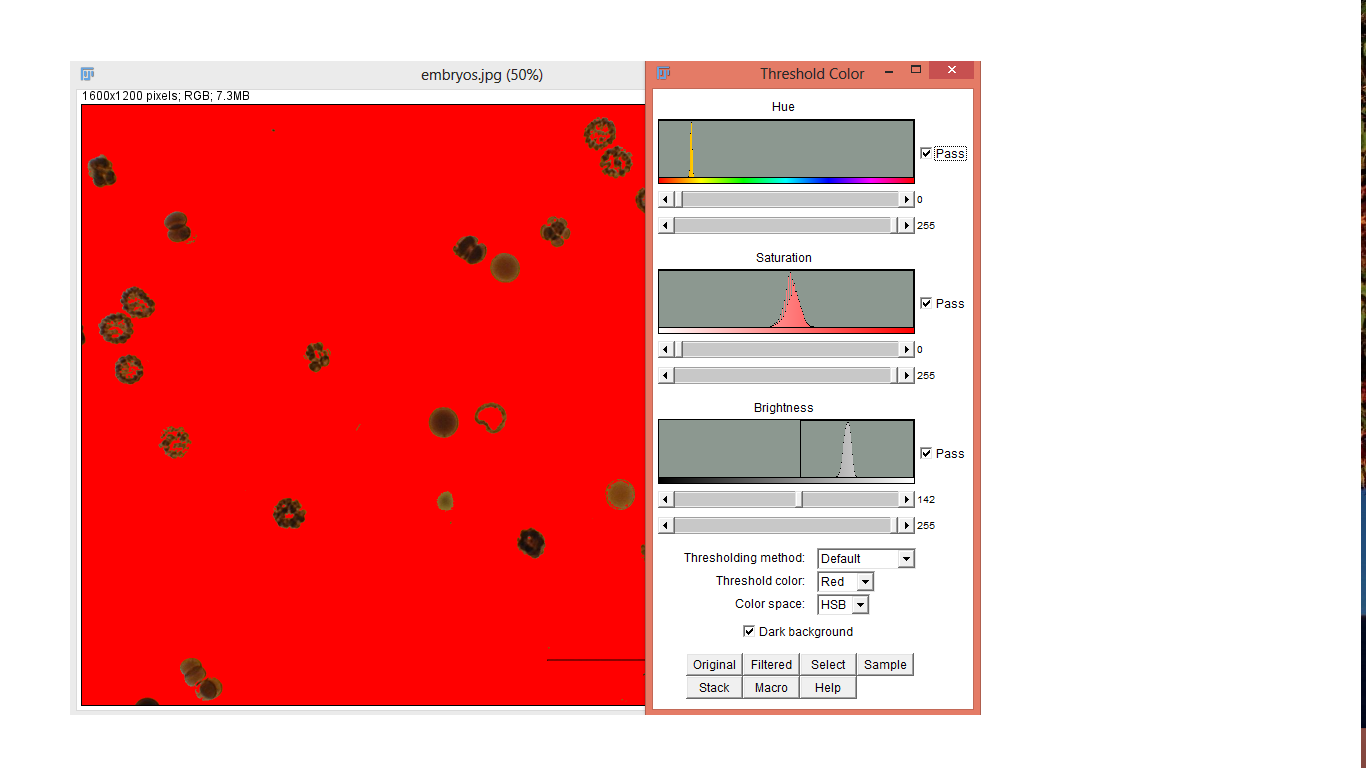 embryos.jpg (50%)
1600x1200 pixels; RGB; 7.3MB
Threshold Color
Hue
Pass
0
255
Saturation
Pass
0
255
Brightness
Pass
142
255
Thresholding method: Default
Threshold color: Red
Color space: HSB
Dark background
Original Filtered Select Sample
Stack Macro Help